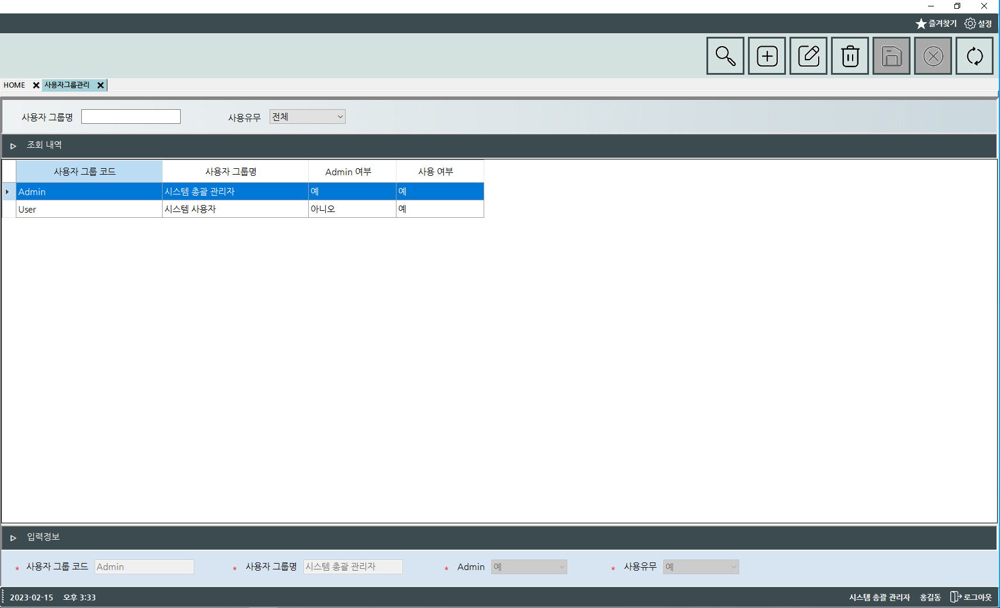 즐겨찾기 설정
HOME 사용자그룹관리
사용자 그룹명 사용유무 전체
조회 내역
사용자 그룹 코드 사용자 그룹명 Admin 여부 사용 여부
Admin 시스템 총괄 관리자 예 예
User 시스템 사용자 아니오 예
입력정보
* 사용자 그룹 코드 Admin * 사용자 그룹명 시스템 총괄 관리자 * Admin 예 * 사용유무 예
2023-02-15 오후 3:33 시스템 총괄 관리자 홍길동 로그아웃